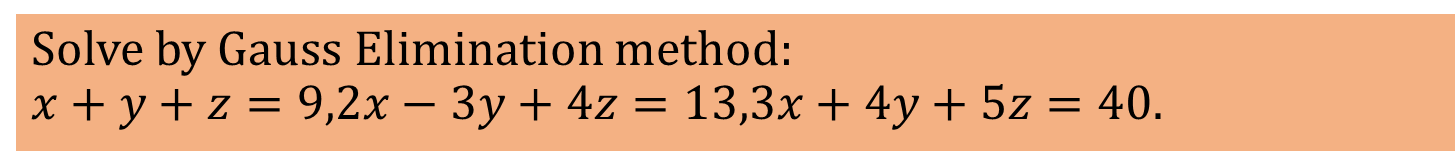 Solve by Gauss Elimination method:
x + y + z = 9,2x − 3y + 4z = 13,3x + 4y + 5z = 40.